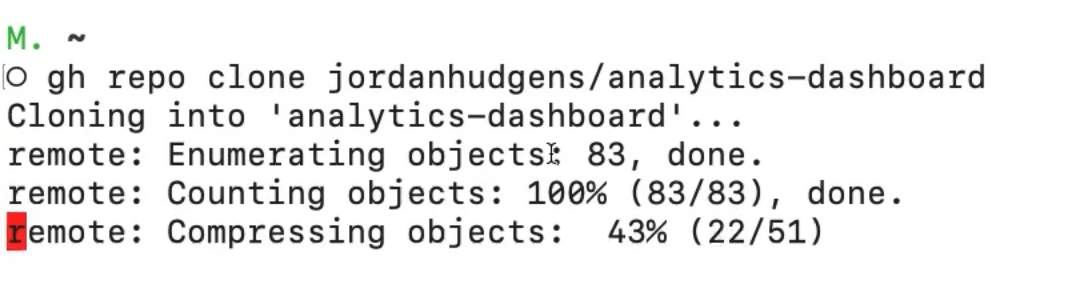 M. ~
○ gh repo clone jordanhudgens/analytics-dashboard
Cloning into 'analytics-dashboard'...
remote: Enumerating objects: 83, done.
remote: Counting objects: 100% (83/83), done.
remote: Compressing objects:  43% (22/51)